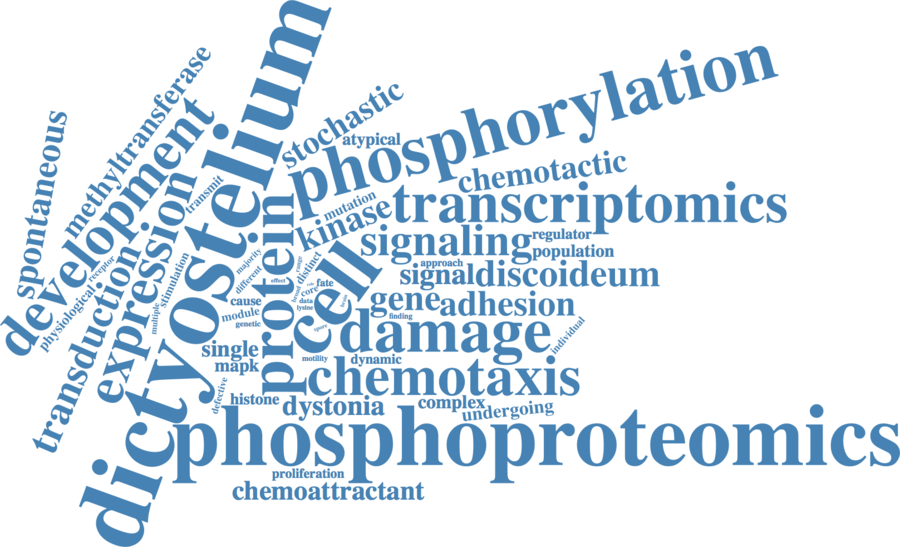 dictyostelium
phosphoproteomics
phosphorylation
transcriptomics
protein
cell
damage
development
expression
transduction
chemotaxis
signaling
kinase
gene
adhesion
signal
discoideum
stochastic
atypical
chemotactic
mutation
regulator
population
approach
spontaneous
methyltransferase
transmit
physiological
receptor
stimulation
multiple
majority
different
cause
module
genetic
effect
range
distinct
fate
core
data
lysine
finding
individual
single
mapk
motility
dynamic
defective
histone
dystonia
complex
undergoing
proliferation
chemoattractant
spore